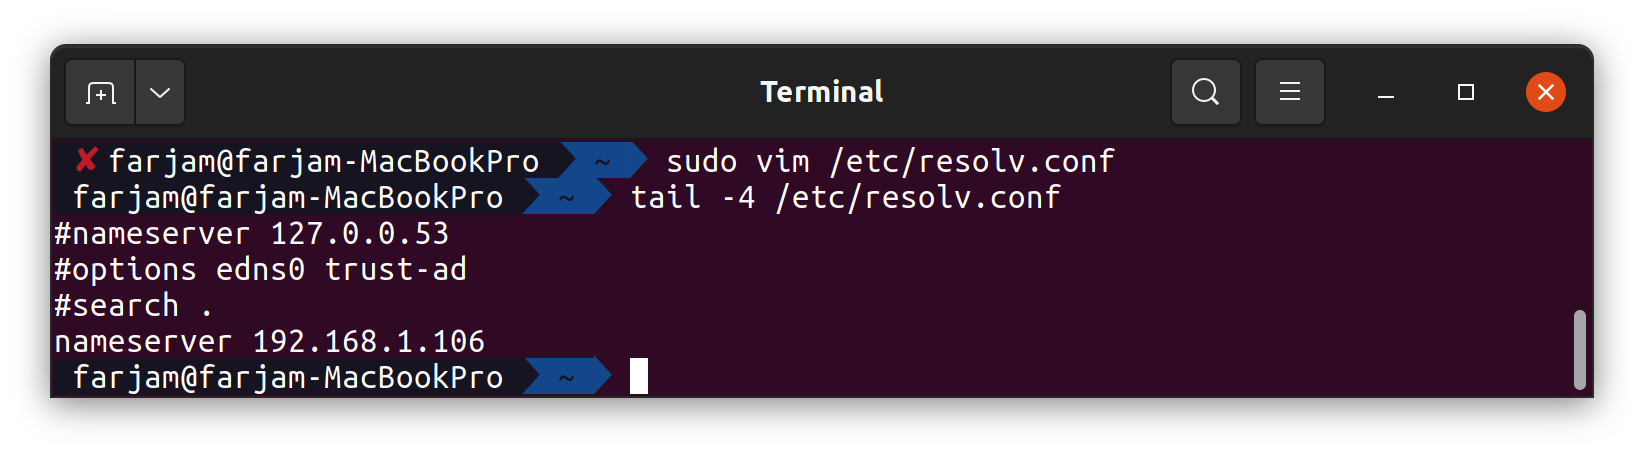 Terminal
✘ farjam@farjam-MacBookPro ~ sudo vim /etc/resolv.conf
farjam@farjam-MacBookPro ~ tail -4 /etc/resolv.conf
#nameserver 127.0.0.53
#options edns0 trust-ad
#search .
nameserver 192.168.1.106
farjam@farjam-MacBookPro ~